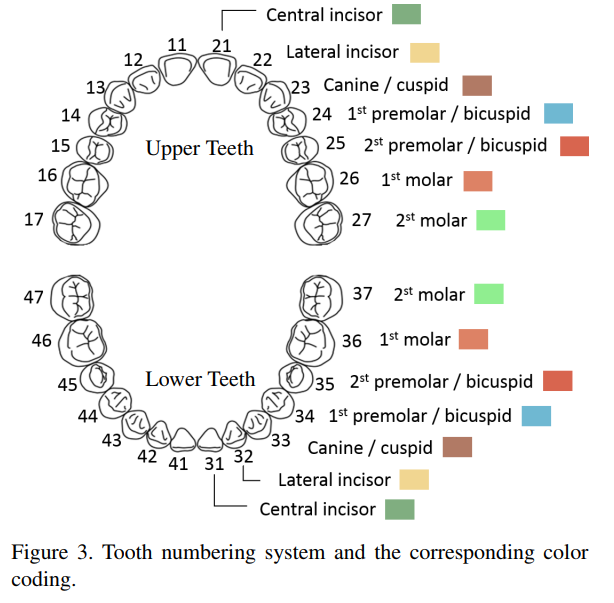 Central incisor
11 21
Lateral incisor
12 22
13 23 Canine / cuspid
14 24 1st premolar / bicuspid
15 Upper Teeth 25 2nd premolar / bicuspid
16 26 1st molar
17 27 2st molar
47 37 2st molar
46 36 1st molar
45 Lower Teeth 35 2st premolar / bicuspid
44 34 1st premolar / bicuspid
43 33
42 32 Canine / cuspid
41 31
Lateral incisor
Central incisor
Figure 3. Tooth numbering system and the corresponding color
coding.